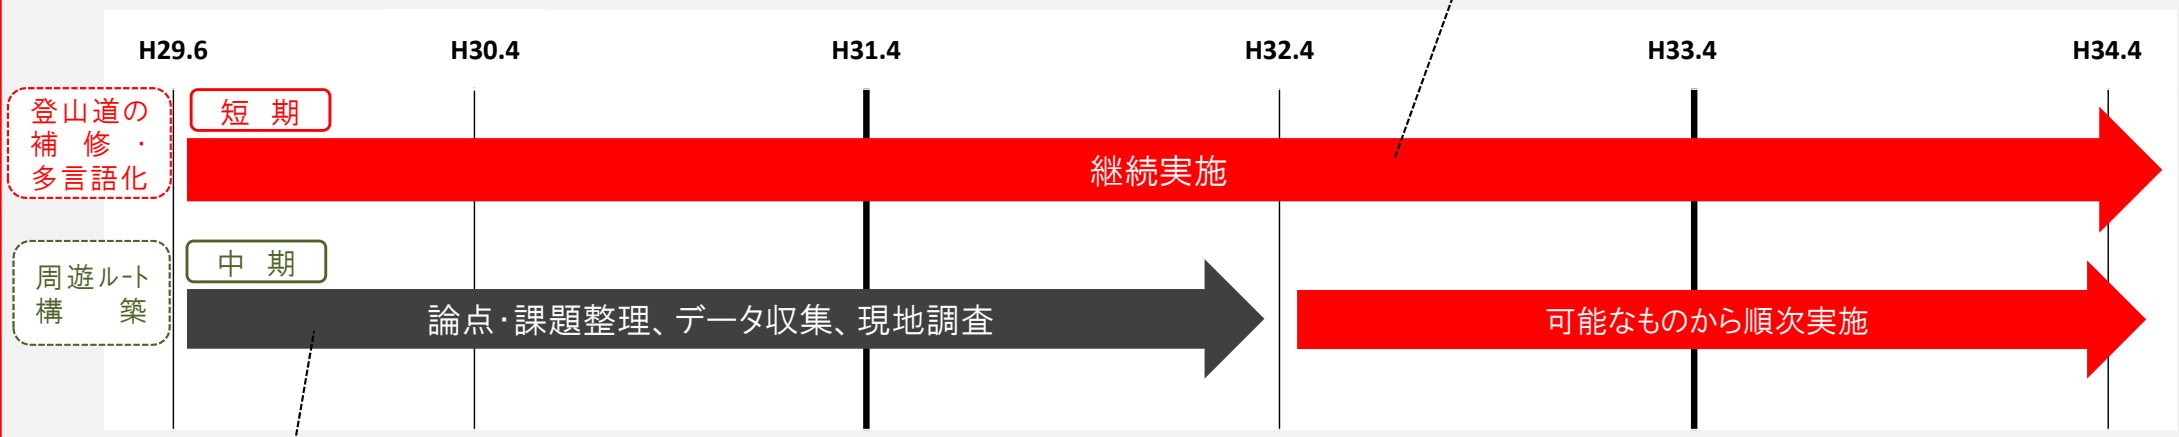 H29.6
H30.4
H31.4
H32.4
H33.4
H34.4
登山道の
補修・
多言語化
短期
継続実施
周遊ルート
構築
中期
論点・課題整理、データ収集、現地調査
可能なものから順次実施